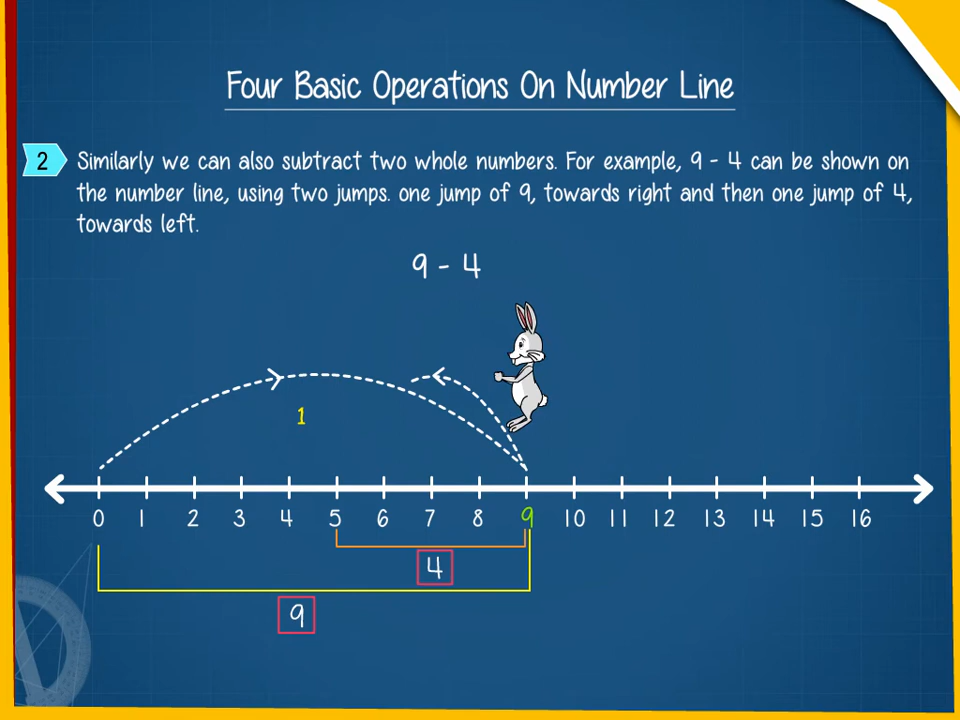 Four Basic Operations On Number Line
2
Similarly we can also subtract two whole numbers. For example, 9 - 4 can be shown on
the number line, using two jumps. one jump of 9, towards right and then one jump of 4,
towards left.
9 - 4
1
0 1 2 3 4 5 6 7 8 9 10 11 12 13 14 15 16
4
9